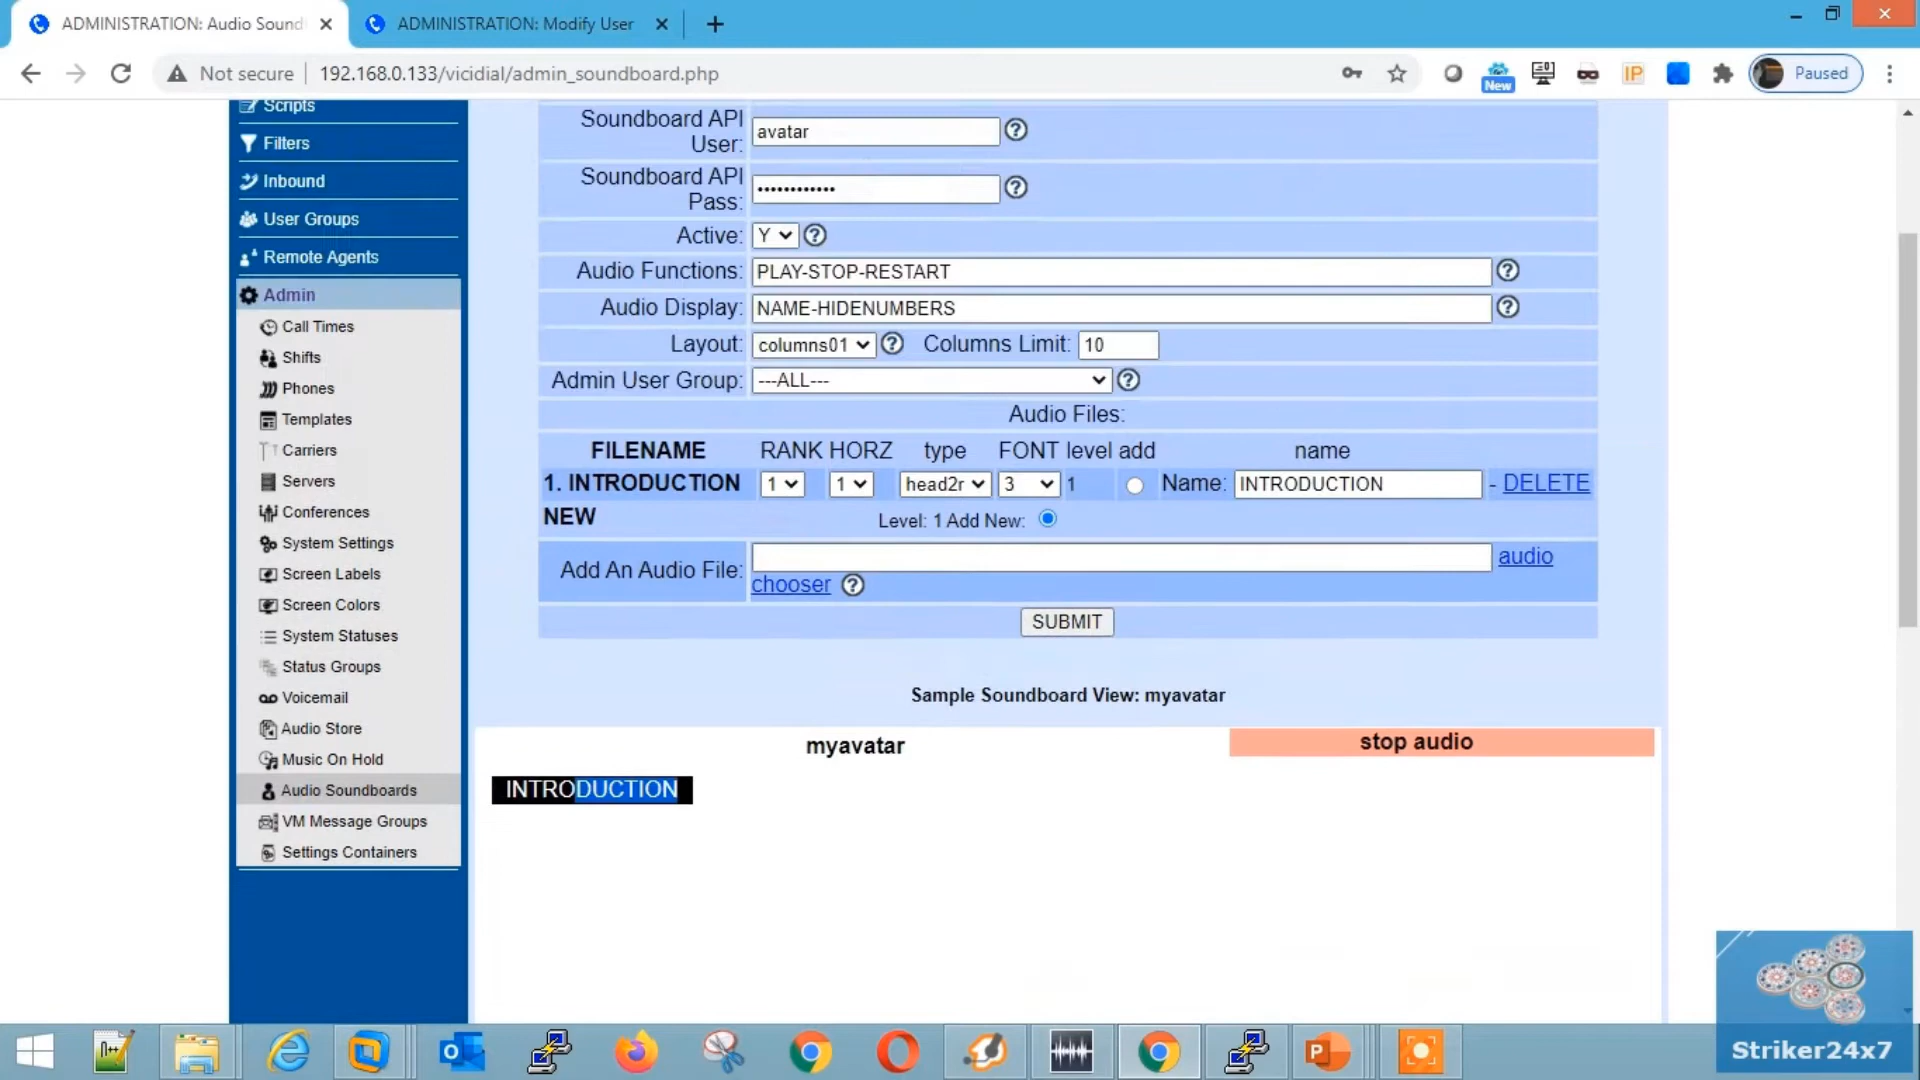 ADMINISTRATION: Audio Sound
ADMINISTRATION: Modify User
Not secure
192.168.0.133/vicidial/admin_soundboard.php
New
IP
Paused
Scripts
Filters
Inbound
User Groups
Remote Agents
Admin
Call Times
Shifts
Phones
Templates
Carriers
Servers
Conferences
System Settings
Screen Labels
Screen Colors
System Statuses
Status Groups
Voicemail
Audio Store
Music On Hold
Audio Soundboards
VM Message Groups
Settings Containers
Soundboard API
User: avatar
Soundboard API
Pass: ••••••••••••
Active: Y
Audio Functions: PLAY-STOP-RESTART
Audio Display: NAME-HIDENUMBERS
Layout: columns01 Columns Limit: 10
Admin User Group: ---ALL---
Audio Files:
FILENAME RANK HORZ type FONT level add name
1. INTRODUCTION 1 1 head2r 3 1 Name: INTRODUCTION - DELETE
NEW Level: 1 Add New:
Add An Audio File: audio
chooser
SUBMIT
Sample Soundboard View: myavatar
myavatar
stop audio
INTRODUCTION
Striker24x7